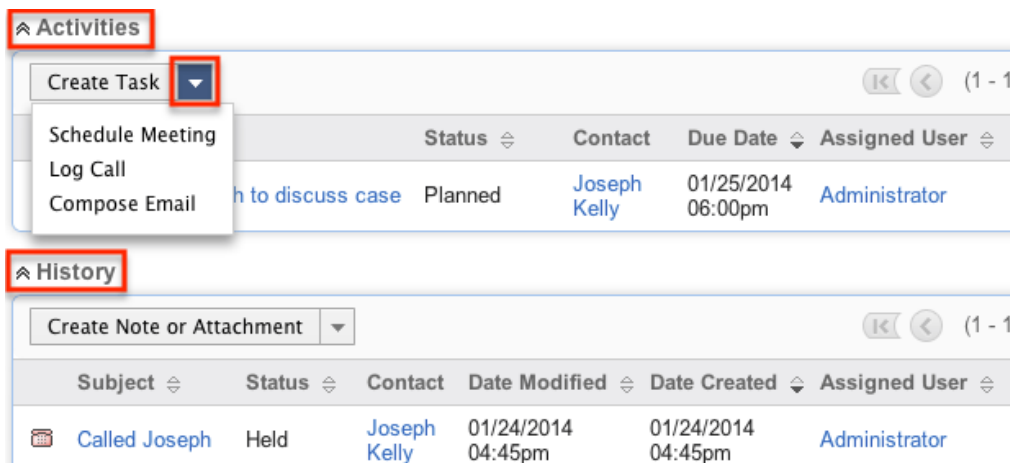 Activities
Create Task
(1 - 1
Schedule Meeting
Log Call
Compose Email
Status Contact Due Date Assigned User
h to discuss case Planned Joseph Kelly 01/25/2014 06:00pm Administrator
History
Create Note or Attachment
(1 - 1
Subject Status Contact Date Modified Date Created Assigned User
Called Joseph Held Joseph Kelly 01/24/2014 04:45pm 01/24/2014 04:45pm Administrator